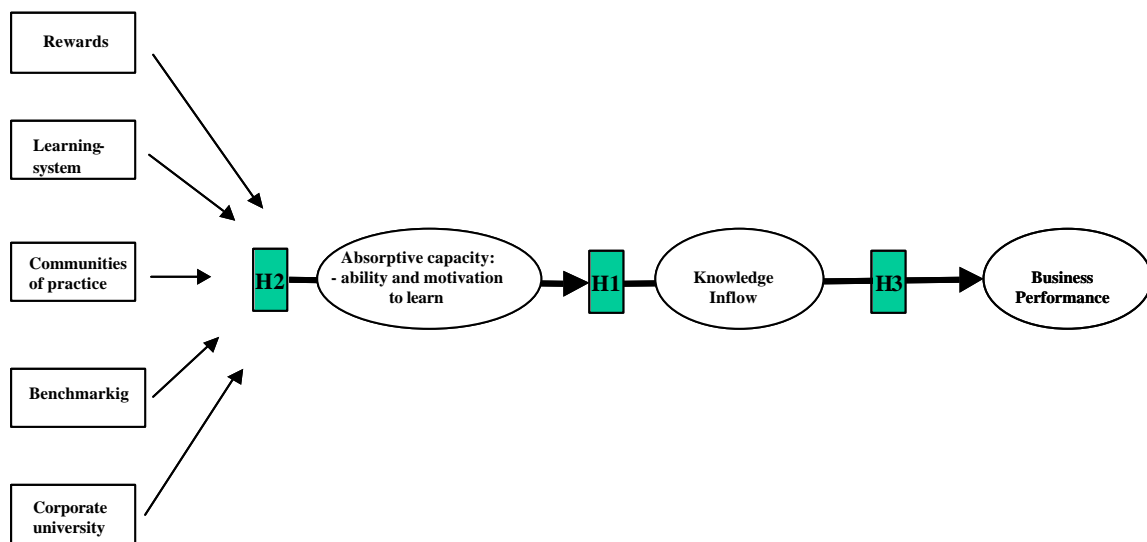 Rewards
Learning-
system
Communities
of practice
Benchmarkig
Corporate
university
H2
Absorptive capacity:
- ability and motivation
to learn
H1
Knowledge
Inflow
H3
Business
Performance